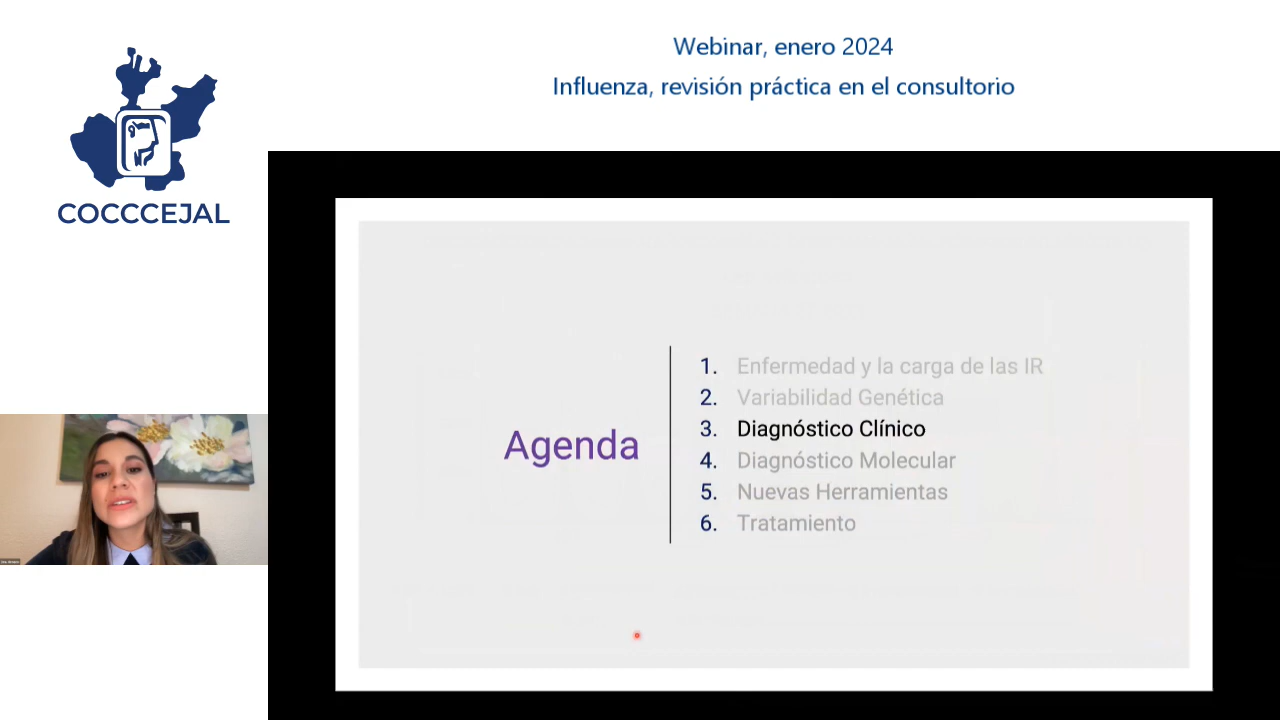 Webinar, enero 2024
Influenza, revisión práctica en el consultorio
COCCCEJAL
Agenda
1. Enfermedad y la carga de las IR
2. Variabilidad Genética
3. Diagnóstico Clínico
4. Diagnóstico Molecular
5. Nuevas Herramientas
6. Tratamiento